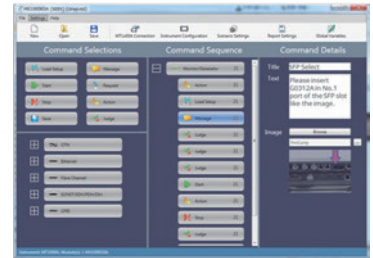 File Settings Help
New Open Save MT1000A Connection Instrument Configuration Scenario Settings Report Settings Global Variables
Command Selections
Load Setup Message
Start Request
Stop Action
Save Judge
OTN
Ethernet
Fibre Channel
CPRI
Command Sequence
Action
Load Setup
Message
Judge
Judge
Judge
Start
Action
Stop
Judge
Command Details
Title SFP Select
Text Please insert
G0312A in No.1
port of the SFP slot
like the image.
Image Browse